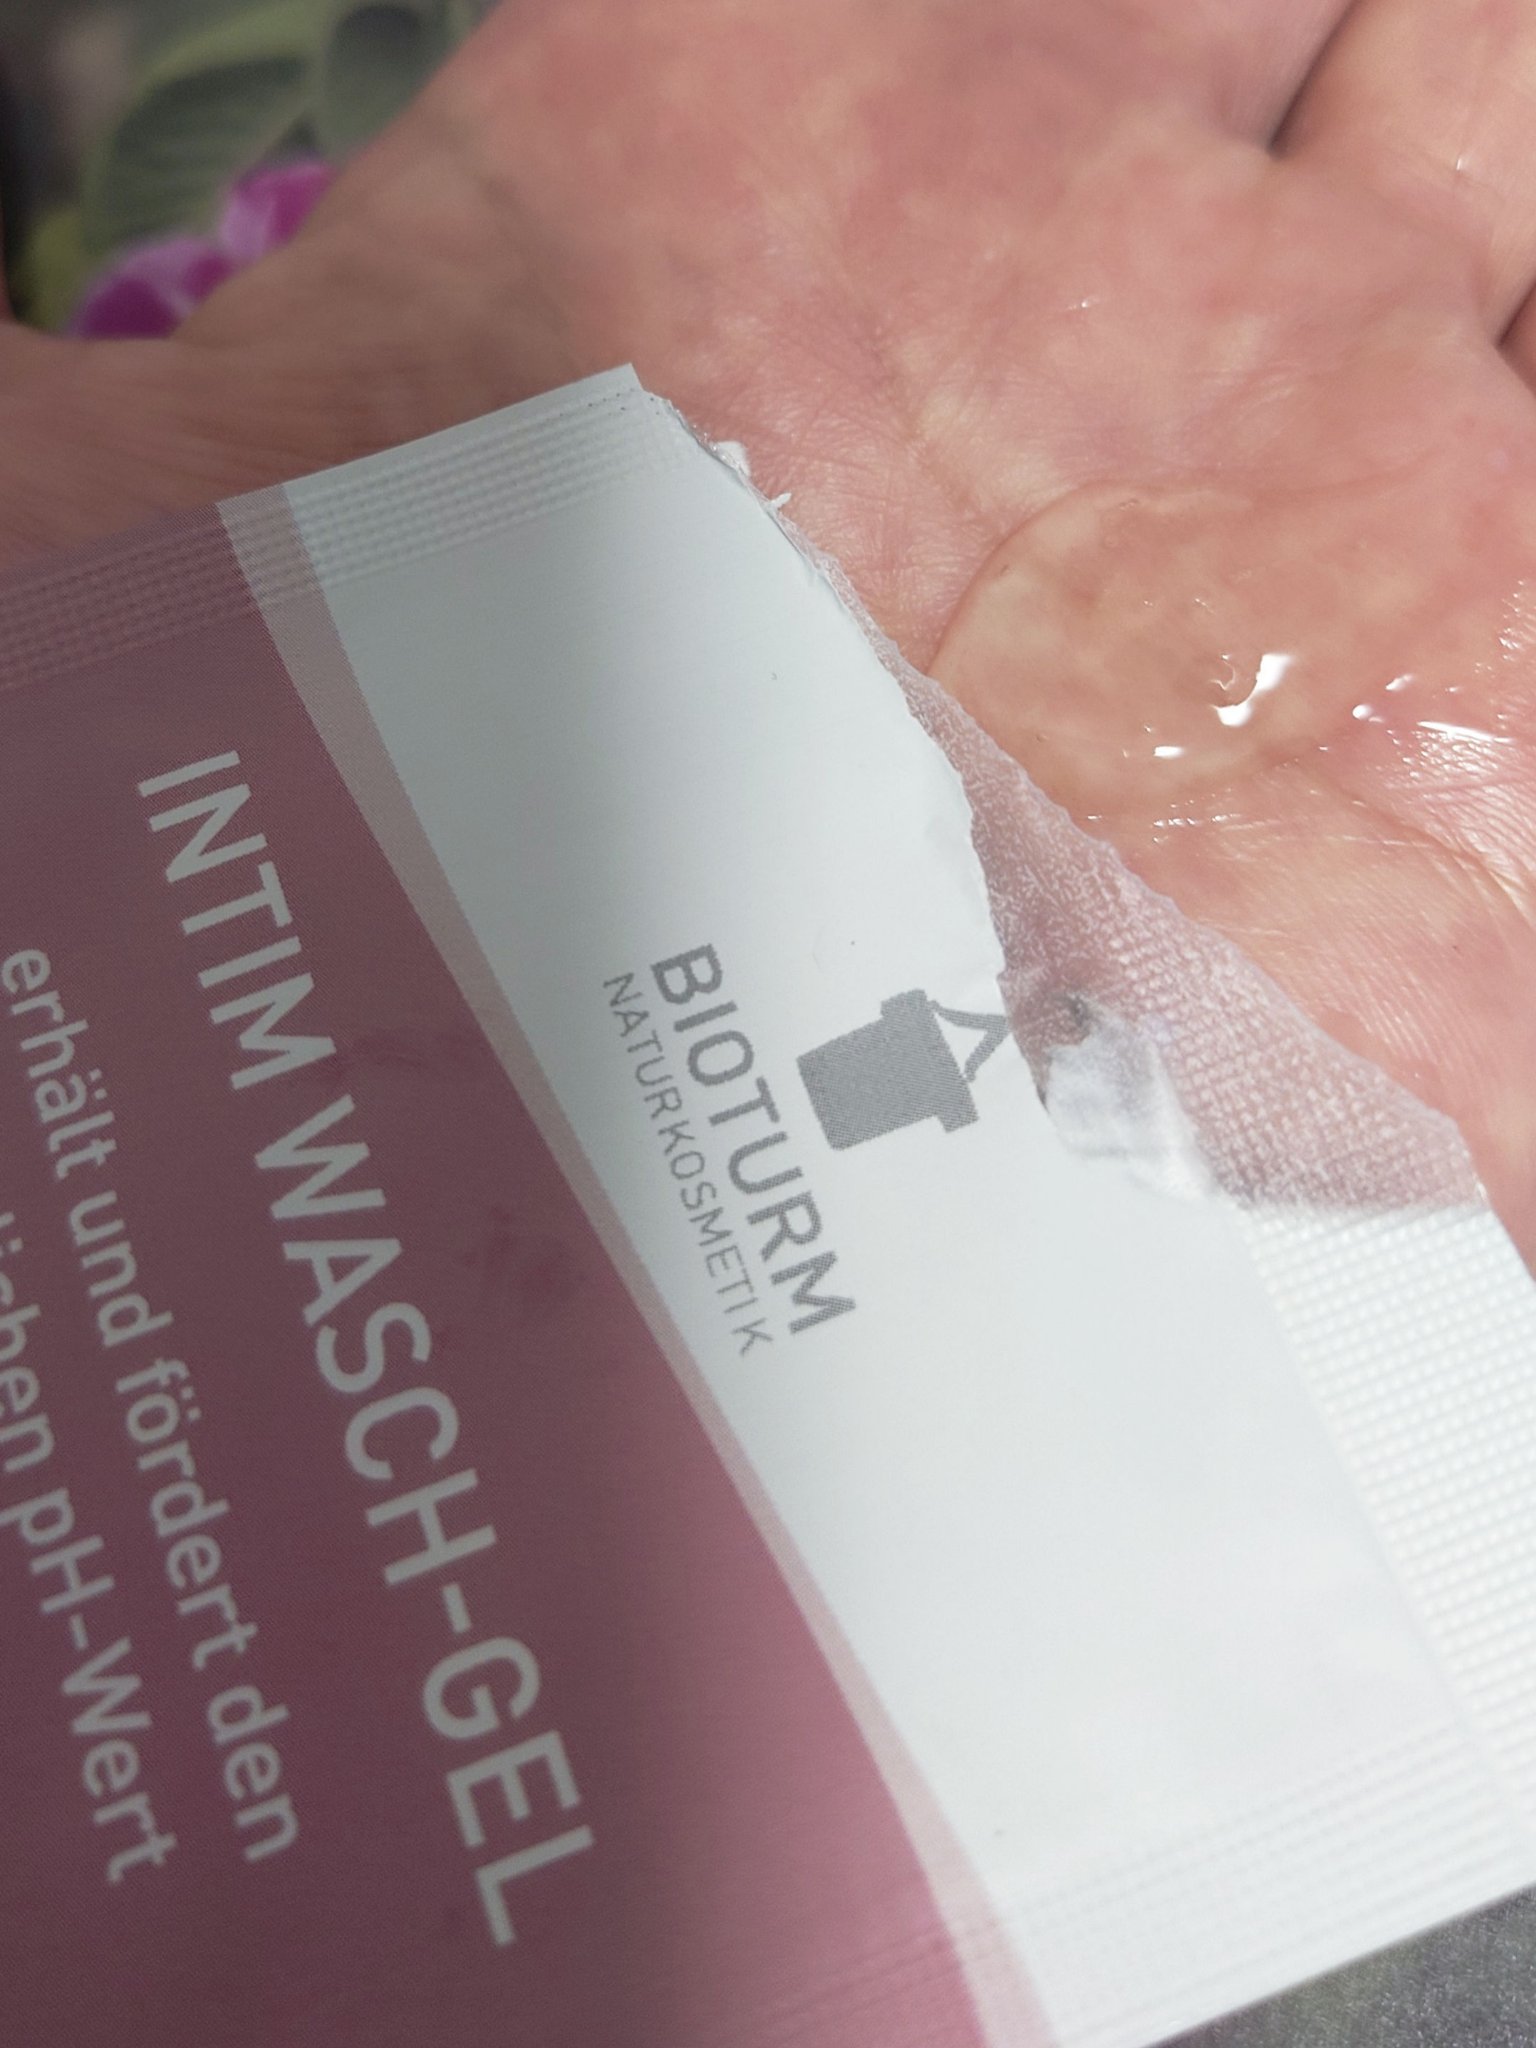 BIOTURM
NATURKOSMETIK
INTIM WASCH-GEL
erhält und fördert den
pH-Wert